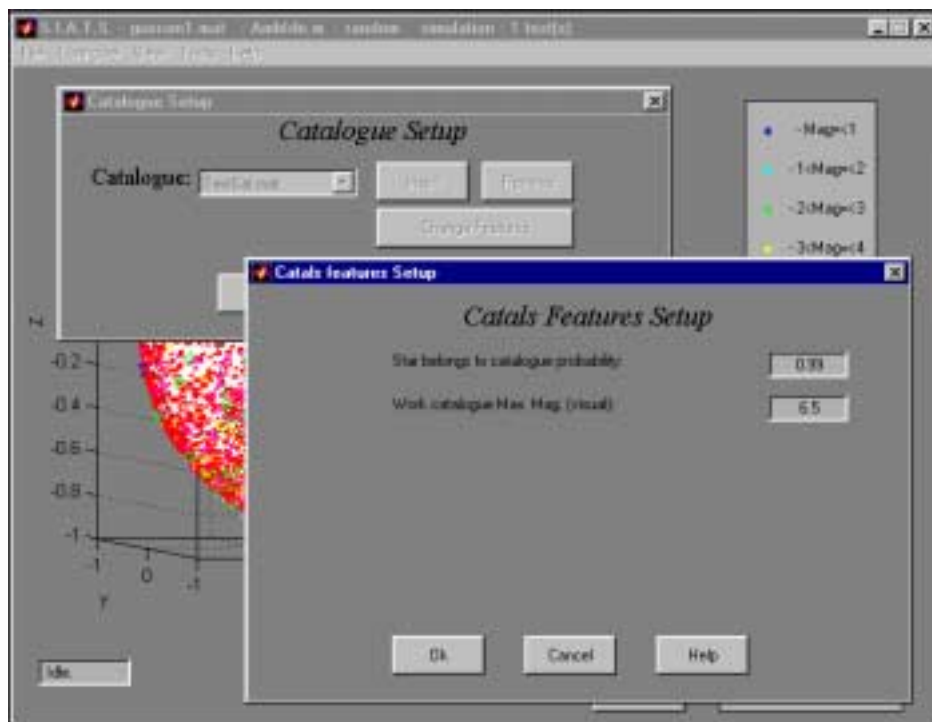 simulation
Catalogue Setup
Catalogue Setup
Catalogue:
-Mag=<1
-1<Mag=<2
-2<Mag=<3
-3<Mag=<4
Change Features
Catals features Setup
Catals Features Setup
Star belongs to catalogue probability:
0.99
Work catalogue Max. Mag. (visual):
6.5
Z
-0.2
-0.4
-0.6
-0.8
-1
-1
0
-1
Y
Ok
Cancel
Help
Idle.